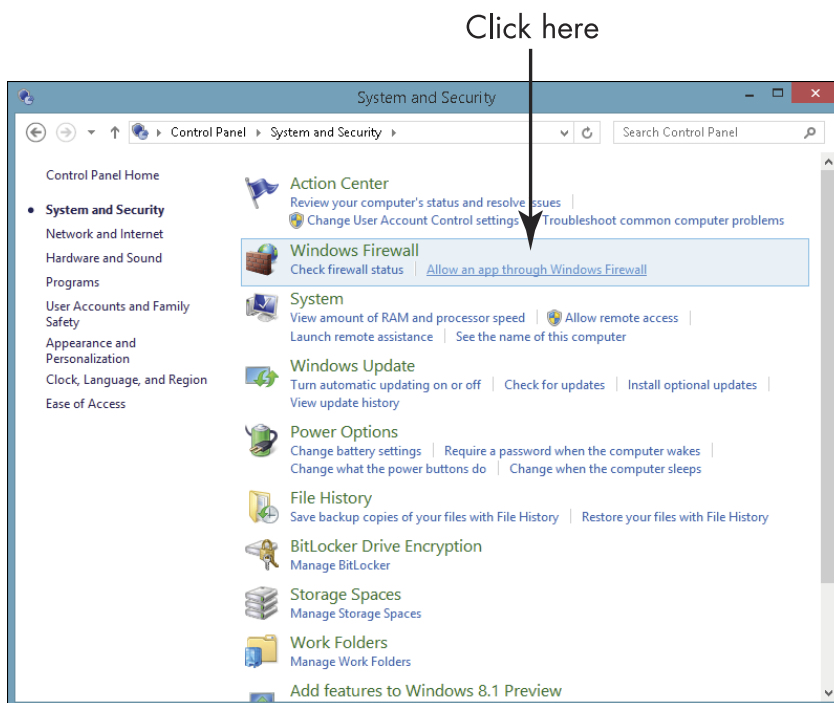 Click here
System and Security
Control Panel System and Security
Search Control Panel
Control Panel Home
System and Security
Network and Internet
Hardware and Sound
Programs
User Accounts and Family
Safety
Appearance and
Personalization
Clock, Language, and Region
Ease of Access
Action Center
Review your computer's status and resolve issues
Change User Account Control settings Troubleshoot common computer problems
Windows Firewall
Check firewall status Allow an app through Windows Firewall
System
View amount of RAM and processor speed Allow remote access
Launch remote assistance See the name of this computer
Windows Update
Turn automatic updating on or off Check for updates Install optional updates
View update history
Power Options
Change battery settings Require a password when the computer wakes
Change what the power buttons do Change when the computer sleeps
File History
Save backup copies of your files with File History Restore your files with File History
BitLocker Drive Encryption
Manage BitLocker
Storage Spaces
Manage Storage Spaces
Work Folders
Manage Work Folders
Add features to Windows 8.1 Preview